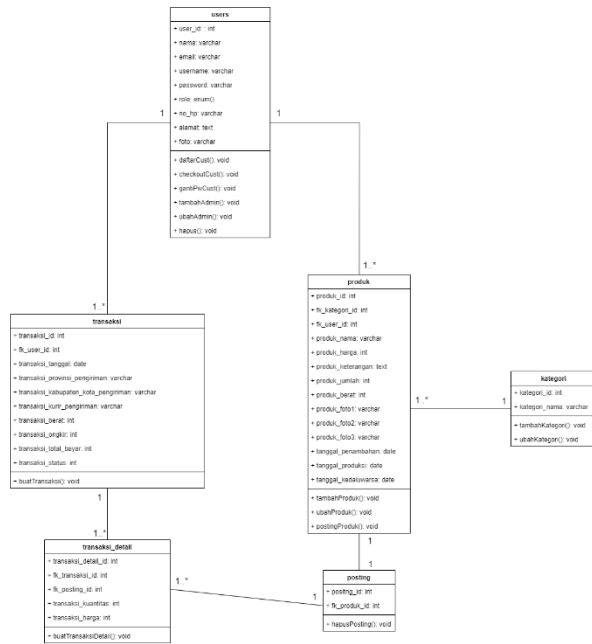 users
+ user_id: : int
+ nama: varchar
+ email: varchar
+ username: varchar
+ password: varchar
+ role: enum()
+ no_hp: varchar
+ alamat: text
+ foto: varchar
+ daftarCust(): void
+ checkoutCust(): void
+ gantiPwCust(): void
+ tambahAdmin(): void
+ ubahAdmin(): void
+ hapus(): void
1
1
1..*
1..*
transaksi
+ transaksi_id: int
+ fk_user_id: int
+ transaksi_tanggal: date
+ transaksi_provinsi_pengiriman: varchar
+ transaksi_kabupaten_kota_pengiriman: varchar
+ transaksi_kurir_pengiriman: varchar
+ transaksi_berat: int
+ transaksi_ongkir: int
+ transaksi_total_bayar: int
+ transaksi_status: int
+ buatTransaksi(): void
1
1..*
produk
+ produk_id: int
+ fk_kategori_id: int
+ fk_user_id: int
+ produk_nama: varchar
+ produk_harga: int
+ produk_keterangan: text
+ produk_jumlah: int
+ produk_berat: int
+ produk_foto1: varchar
+ produk_foto2: varchar
+ produk_foto3: varchar
+ tanggal_penambahan: date
+ tanggal_produksi: date
+ tanggal_kadaluwarsa: date
+ tambahProduk(): void
+ ubahProduk(): void
+ postingProduk(): void
1..*
1
kategori
+ kategori_id: int
+ kategori_nama: varchar
+ tambahKategori(): void
+ ubahKategori(): void
1
1
transaksi_detail
+ transaksi_detail_id: int
+ fk_transaksi_id: int
+ fk_posting_id: int
+ transaksi_kuantitas: int
+ transaksi_harga: int
+ buatTransaksiDetail(): void
1..*
1
posting
+ positng_id: int
+ fk_produk_id: int
+ hapusPosting(): void